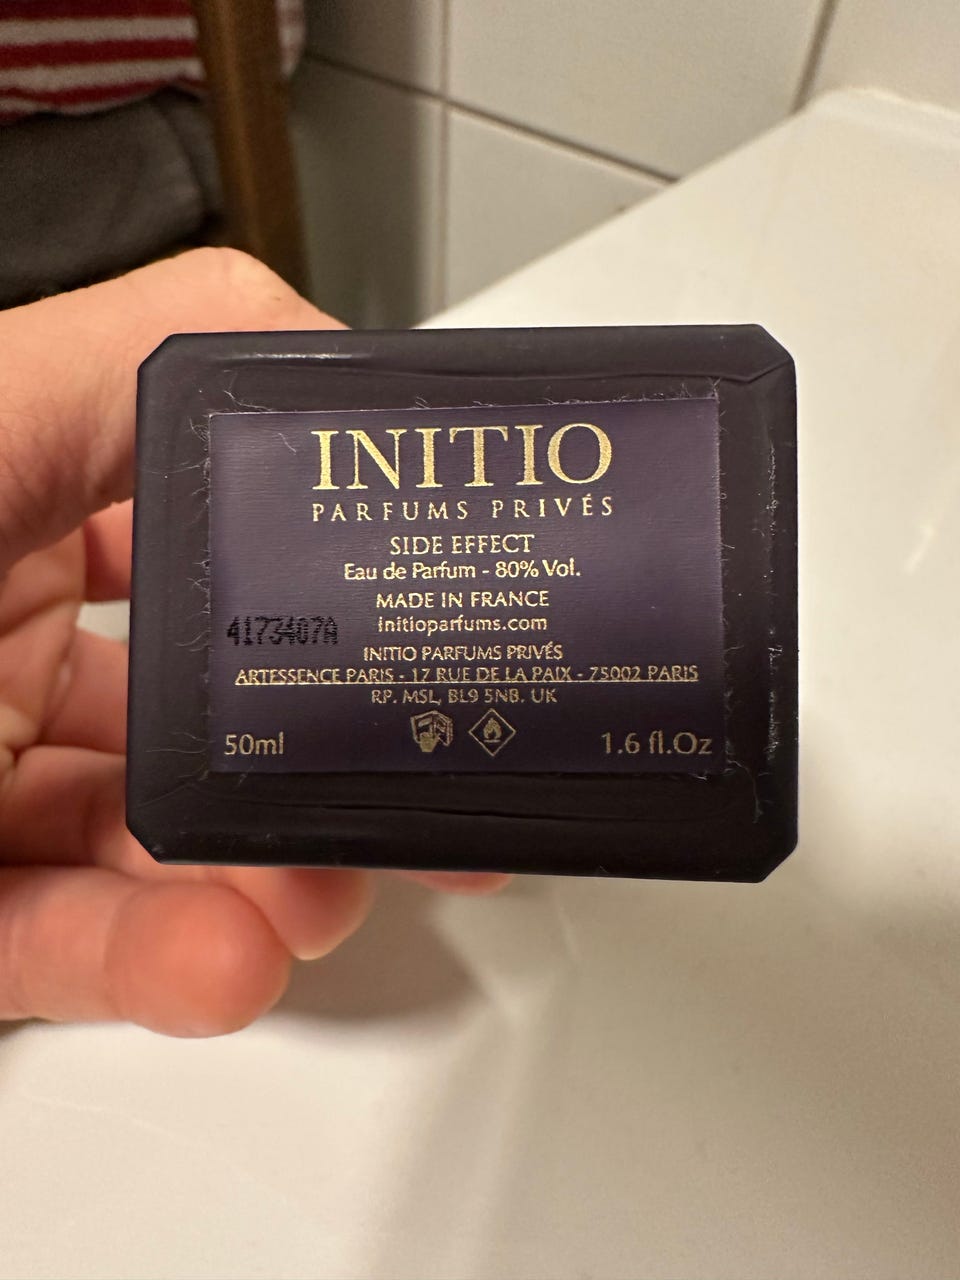 INITIO
PARFUMS PRIVÉS
SIDE EFFECT
Eau de Parfum - 80% Vol.
MADE IN FRANCE
initioparfums.com
4173407A
INITIO PARFUMS PRIVÉS
ARTESSENCE PARIS - 17 RUE DE LA PAIX - 75002 PARIS
RP. MSL, BL9 5NB. UK
50ml 1.6 fl.Oz